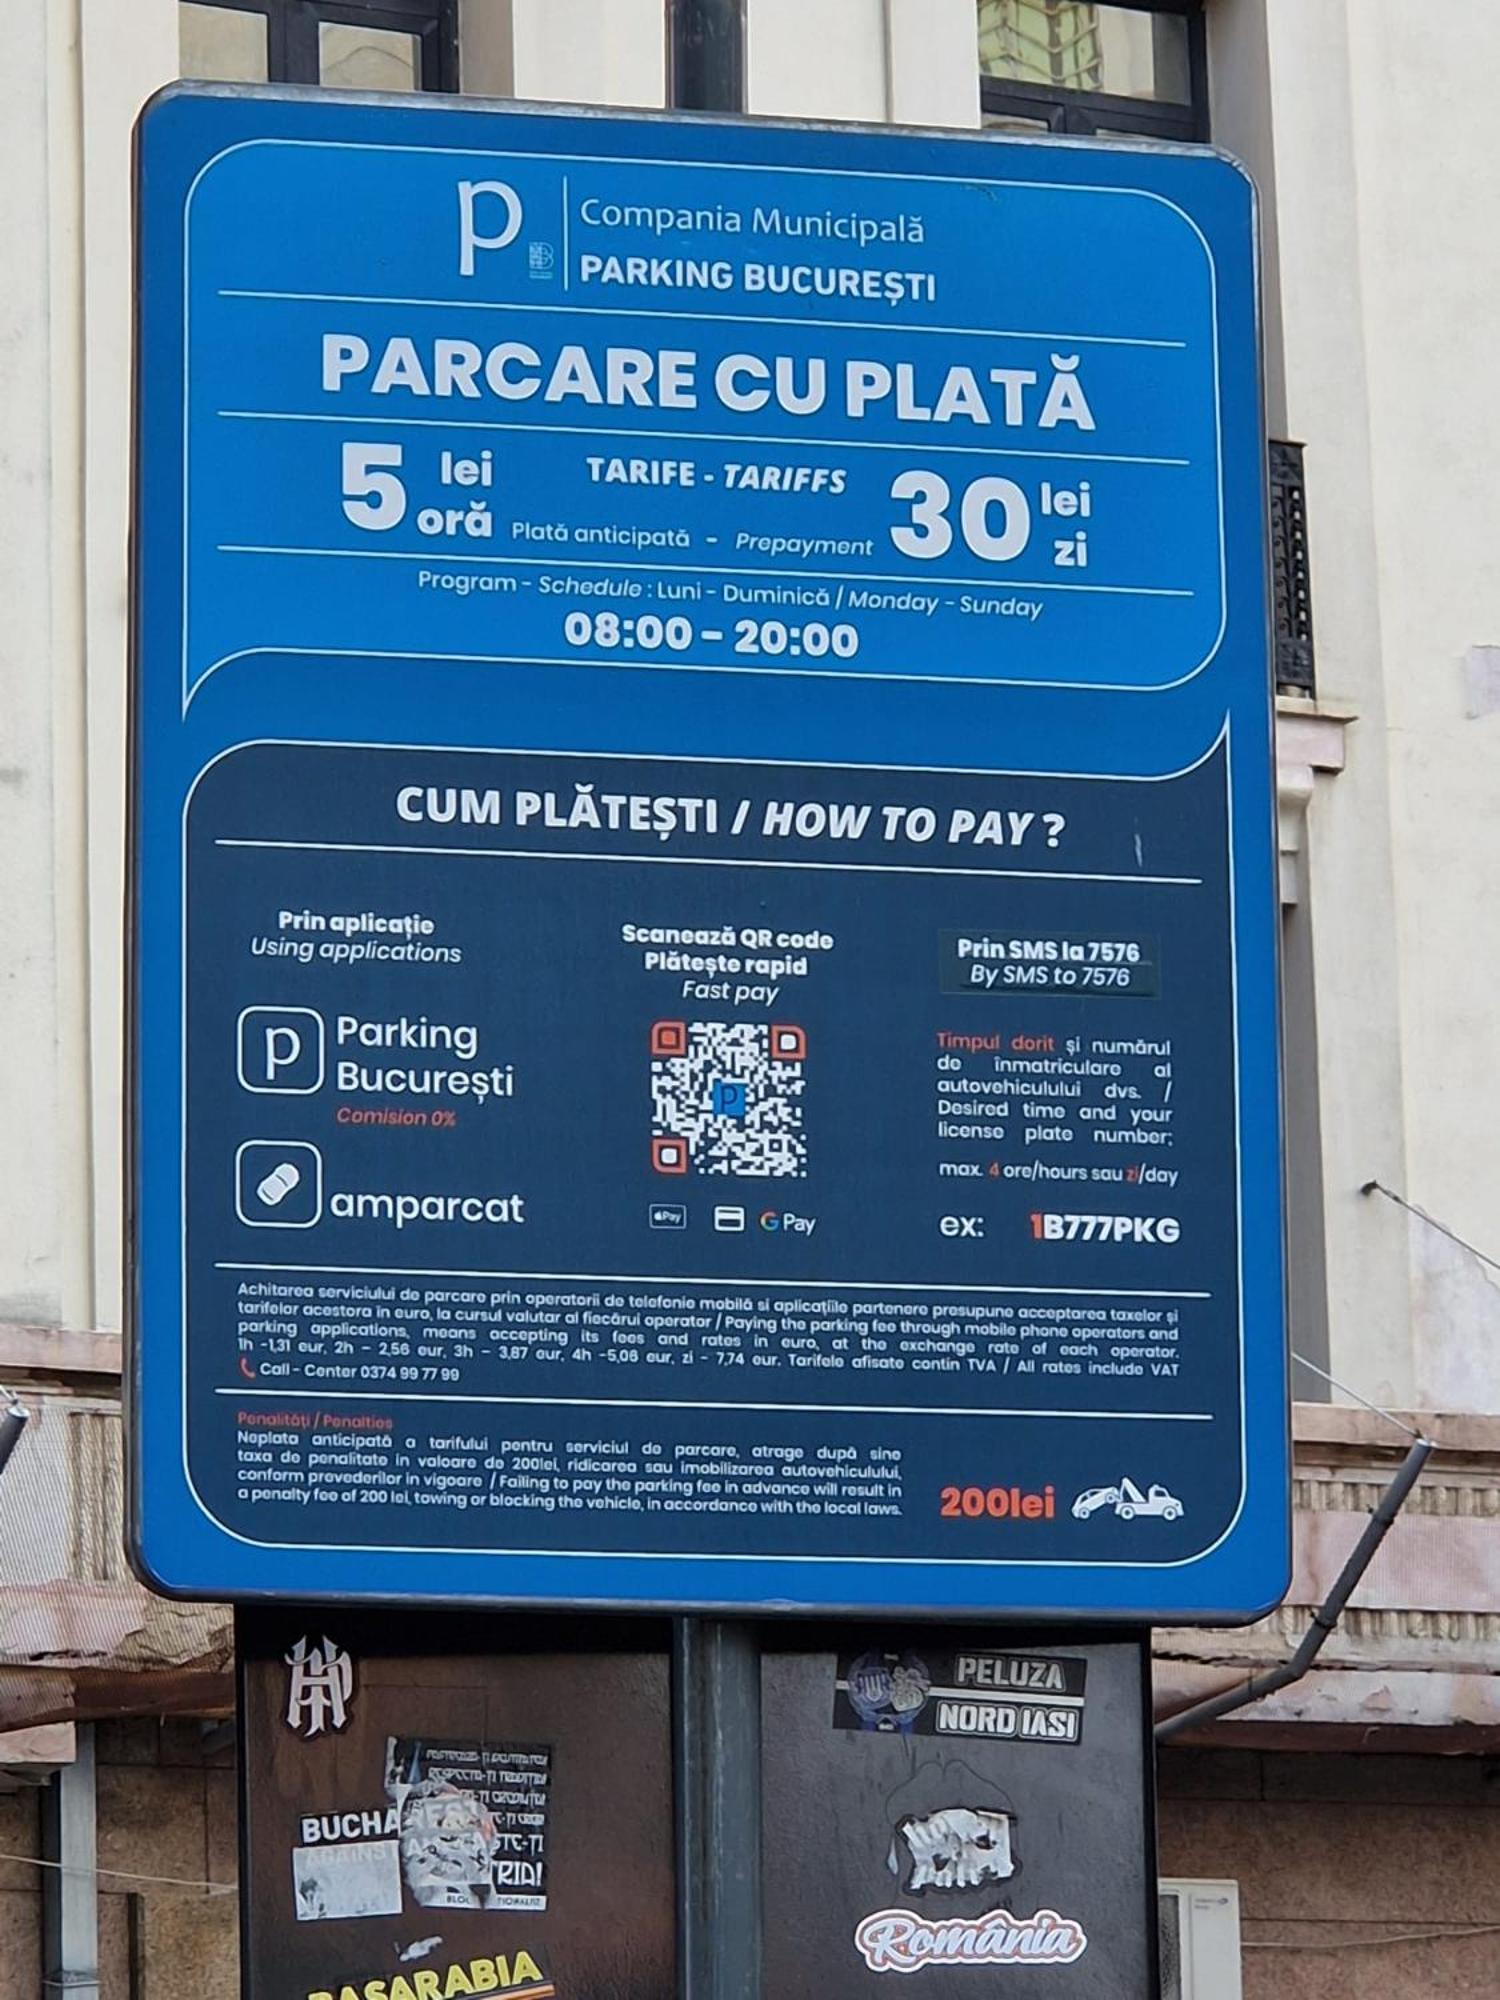 p
Compania Municipală
PARKING BUCUREȘTI
PARCARE CU PLATĂ
5 lei oră
TARIFE - TARIFFS
Plată anticipată - Prepayment
30 lei zi
Program - Schedule : Luni - Duminică / Monday - Sunday
08:00 - 20:00
CUM PLĂTEȘTI / HOW TO PAY ?
Prin aplicație
Using applications
p Parking
București
Comision 0%
amparcat
Scanează QR code
Plătește rapid
Fast pay
p
Pay
G Pay
Prin SMS la 7576
By SMS to 7576
Timpul dorit și numărul
de înmatriculare al
autovehiculului dvs. /
Desired time and your
license plate number:
max. 4 ore/hours sau zi/day
ex: 1B777PKG
Achitarea serviciului de parcare prin operatorii de telefonie mobilă si aplicațiile partenere presupune acceptarea taxelor și
tarifelor acestora in euro, la cursul valutar al fiecărui operator / Paying the parking fee through mobile phone operators and
parking applications, means accepting its fees and rates in euro, at the exchange rate of each operator.
1h -1,31 eur, 2h - 2,56 eur, 3h - 3,87 eur, 4h -5,06 eur, zi - 7,74 eur. Tarifele afisate contin TVA / All rates include VAT
Call - Center 0374 99 77 99
Penalități / Penalties
Neplata anticipată a tarifului pentru serviciul de parcare, atrage după sine
taxa de penalitate in valoare de 200lei, ridicarea sau imobilizarea autovehiculului,
conform prevederilor in vigoare / Failing to pay the parking fee in advance will result in
a penalty fee of 200 lei, towing or blocking the vehicle, in accordance with the local laws.
200lei
PELUZA
NORD IASI
BUCHAREST
AGAINS
România
BASARABIA